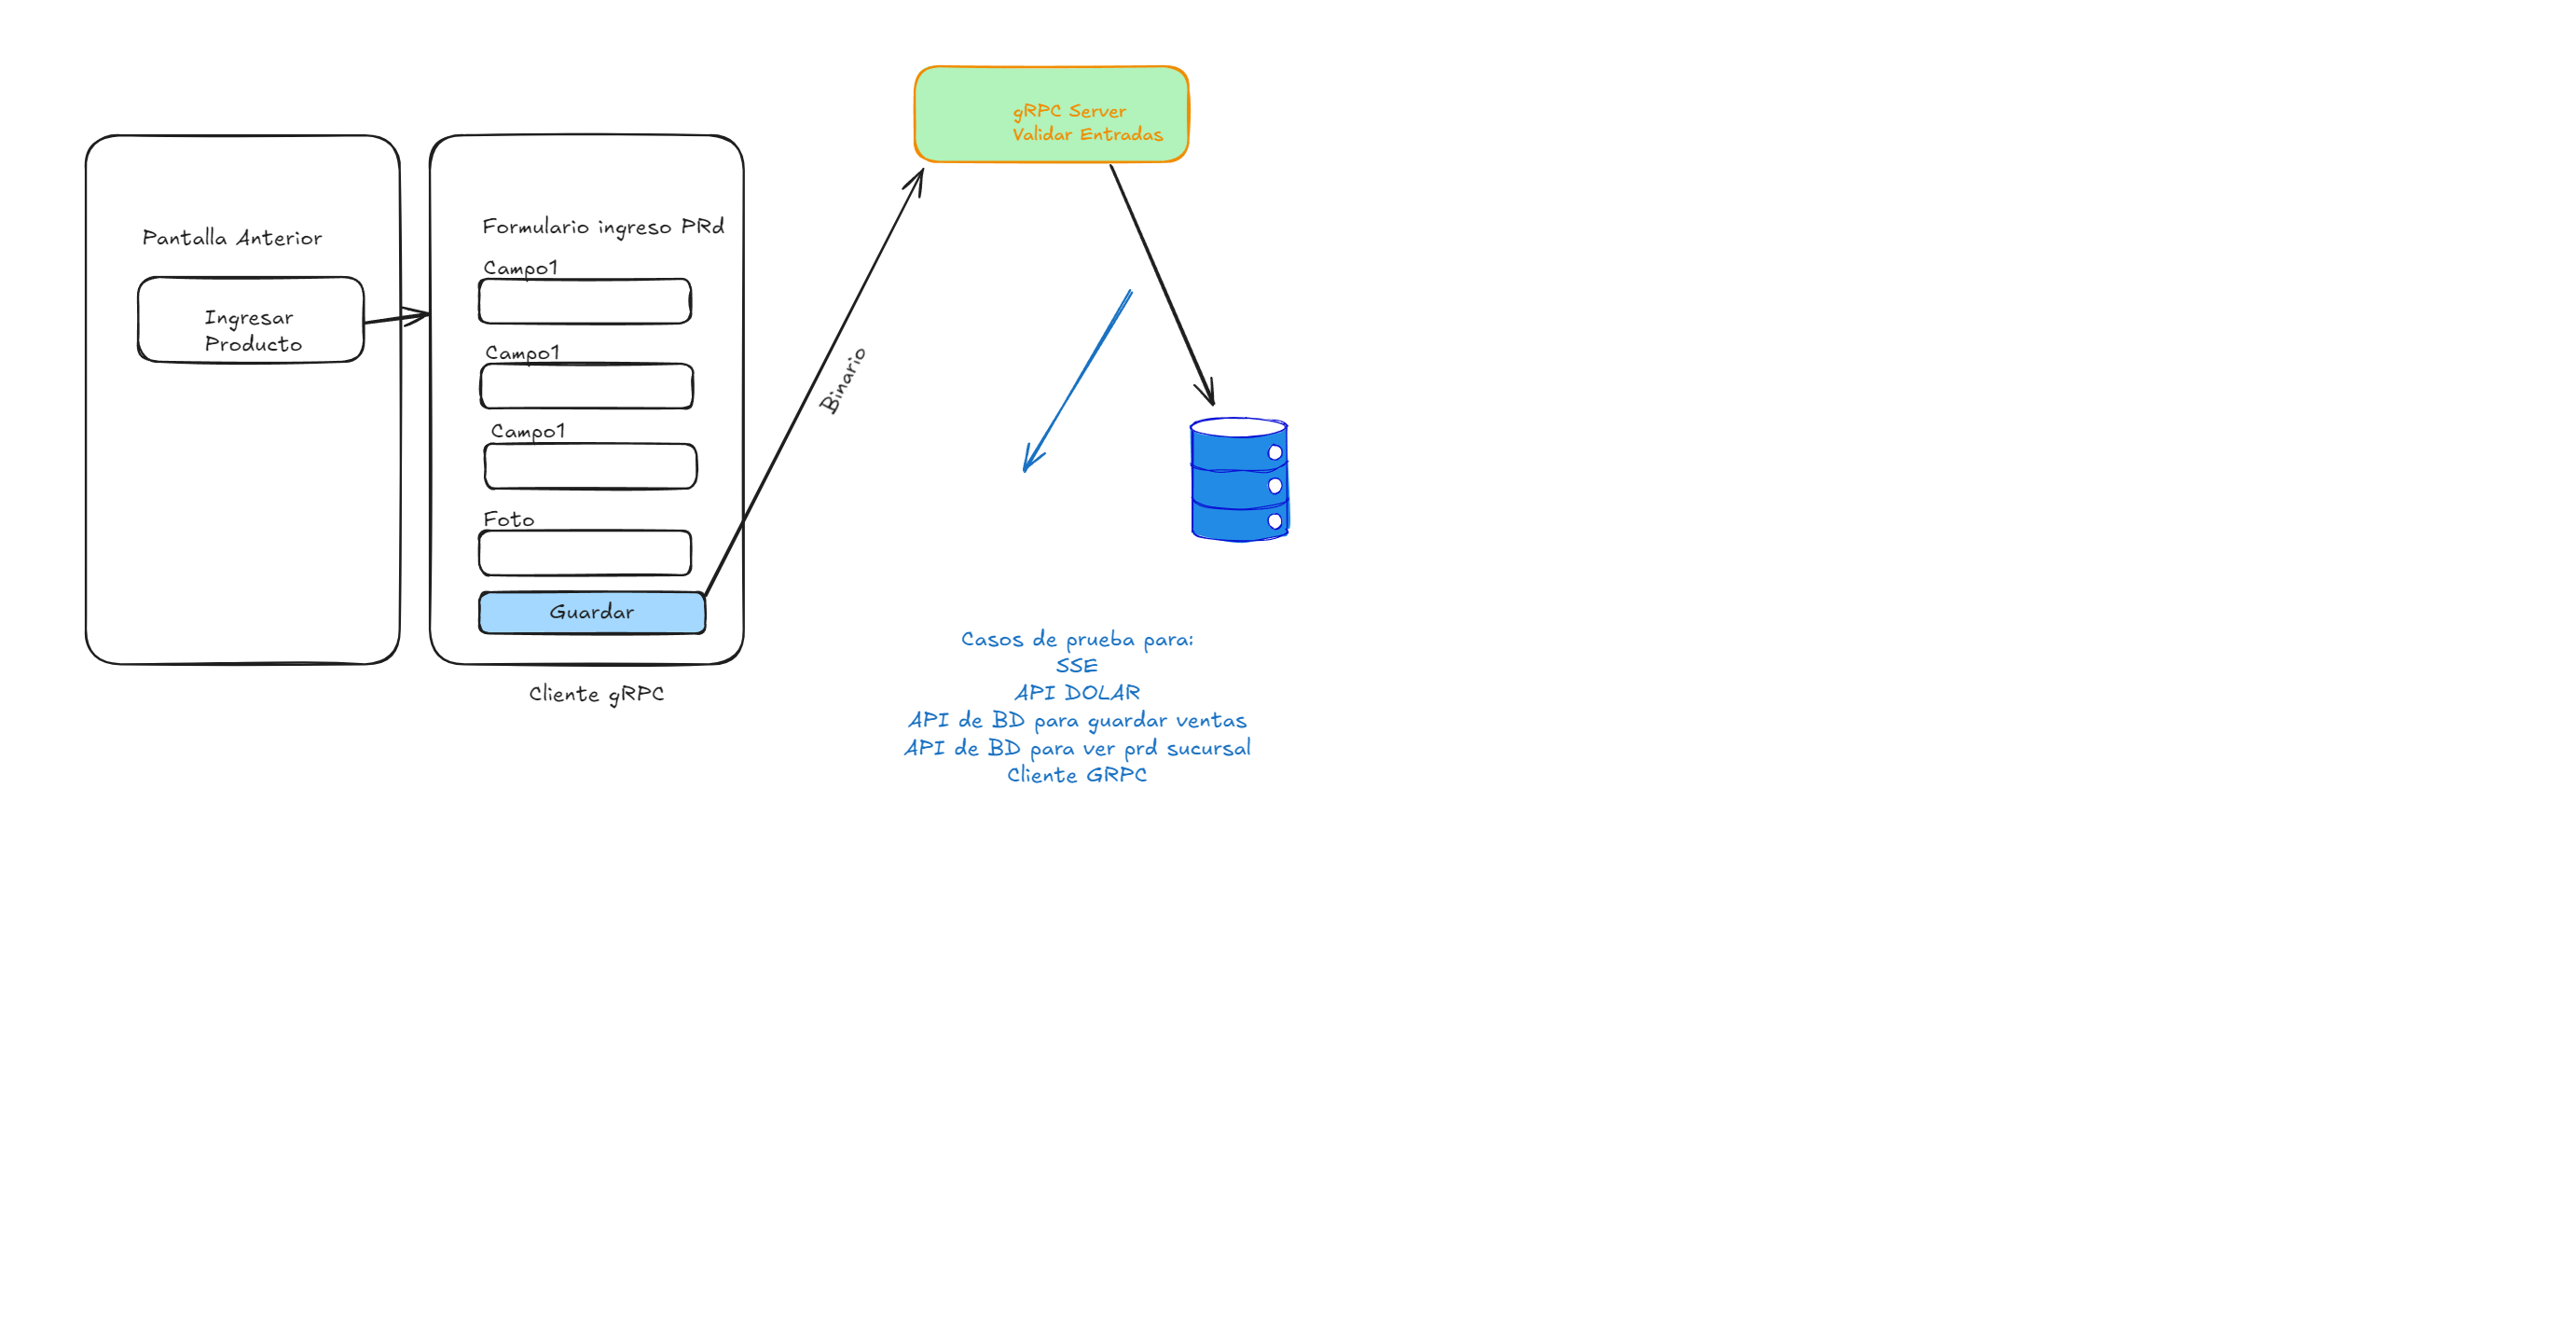 Pantalla Anterior
Ingresar
Producto
Formulario ingreso PRd
Campo1
Campo1
Campo1
Foto
Guardar
Cliente gRPC
Binario
gRPC Server
Validar Entradas
Casos de prueba para:
SSE
API DOLAR
API de BD para guardar ventas
API de BD para ver prd sucursal
Cliente GRPC